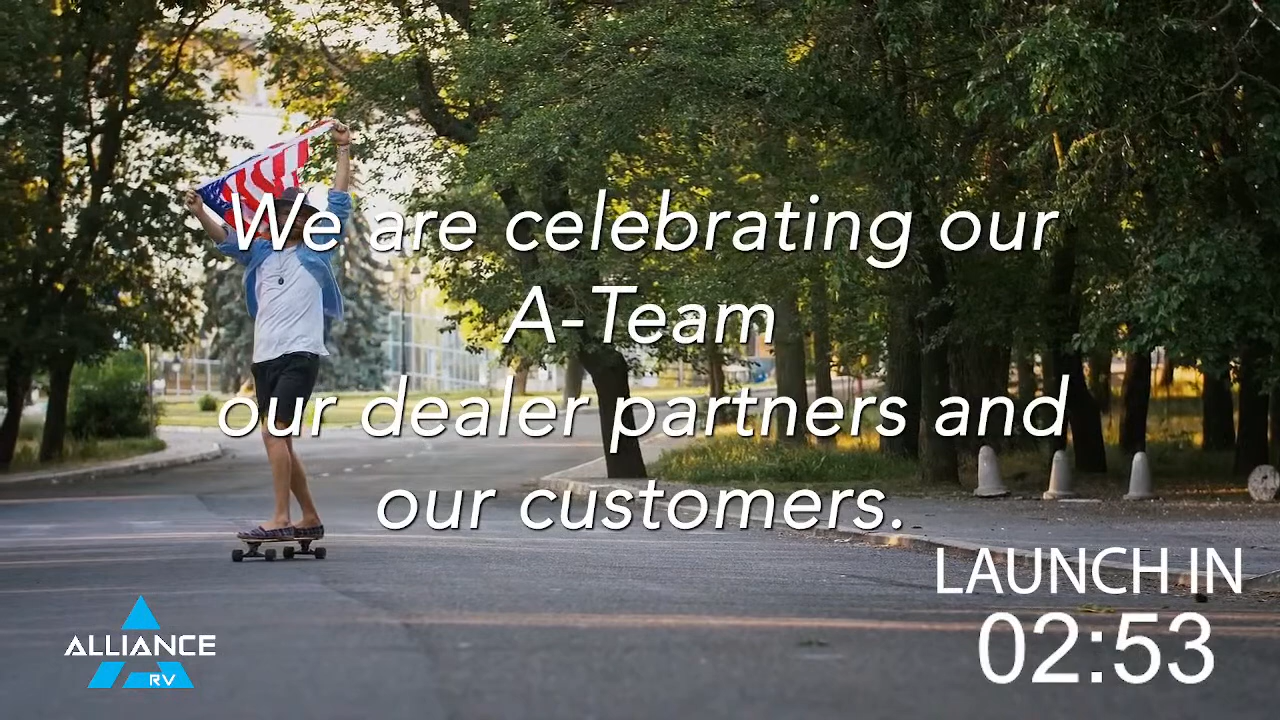 We are celebrating our
A-Team
our dealer partners and
our customers.
LAUNCH IN
02:53
ALLIANCE
RV